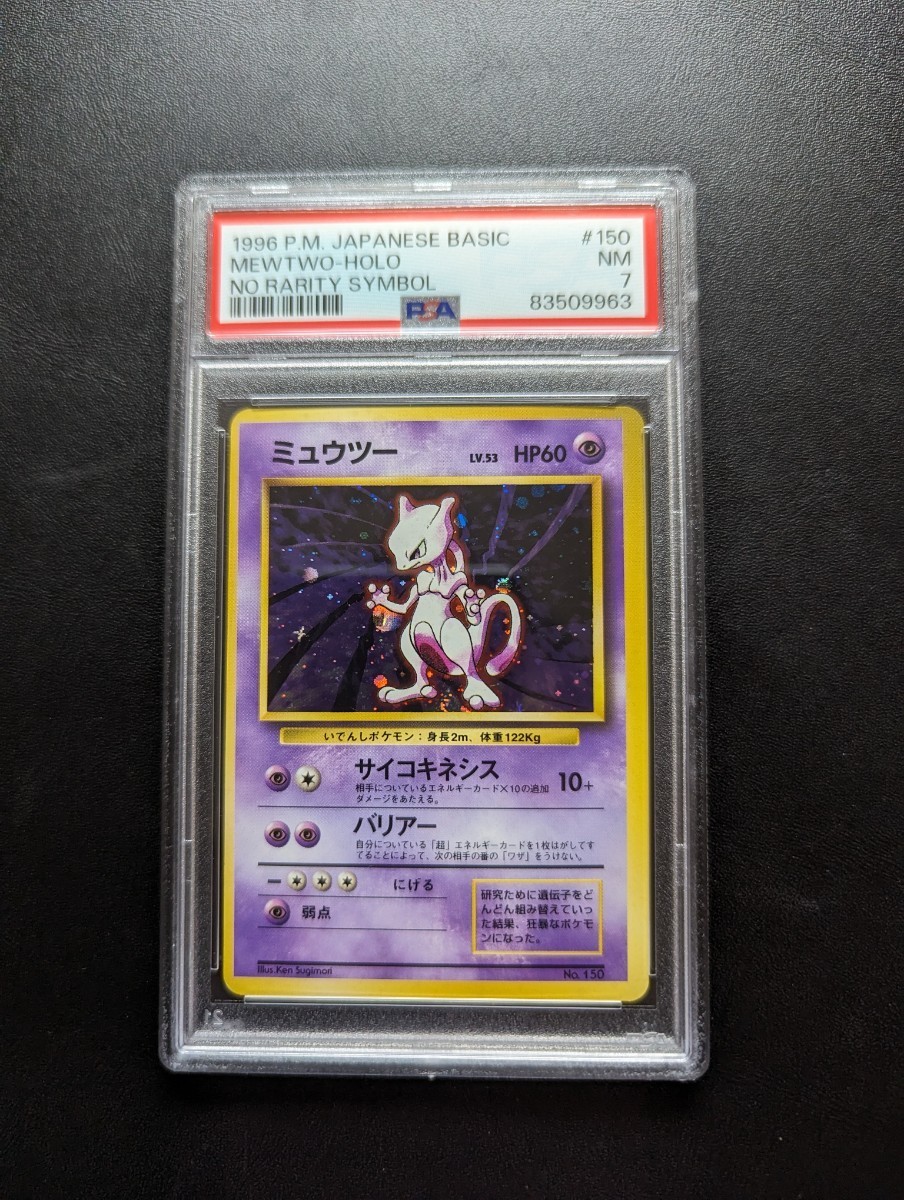 1996 P.M. JAPANESE BASIC #150
MEWTWO-HOLO NM
NO RARITY SYMBOL 7
83509963
PSA
ミュウツー LV.53 HP60
いでんしポケモン：身長2m、体重122Kg
サイコキネシス 10+
相手についているエネルギーカード×10の追加
ダメージをあたえる。
バリアー
自分についている「超」エネルギーカードを1枚はがしてす
てることによって、次の相手の番の「ワザ」をうけない。
にげる
弱点
研究ために遺伝子をど
んどん組み替えていっ
た結果、狂暴なポケモ
ンになった。
Illus.Ken Sugimori No. 150